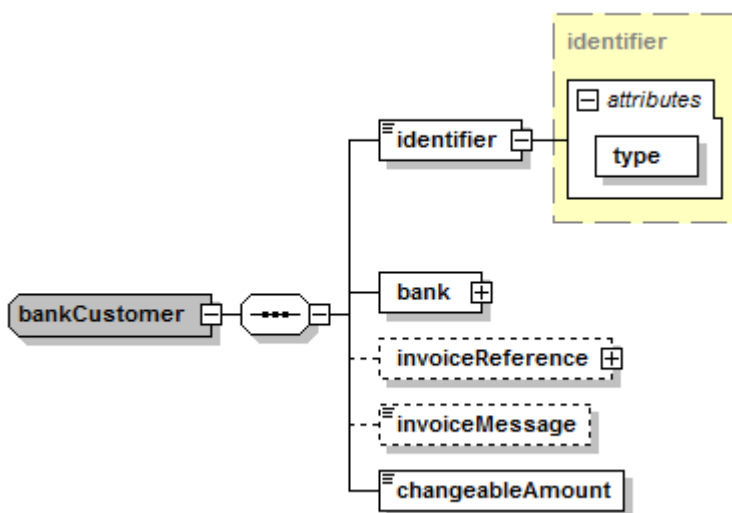 identifier
attributes
identifier
type
bankCustomer
bank
invoiceReference
invoiceMessage
changeableAmount